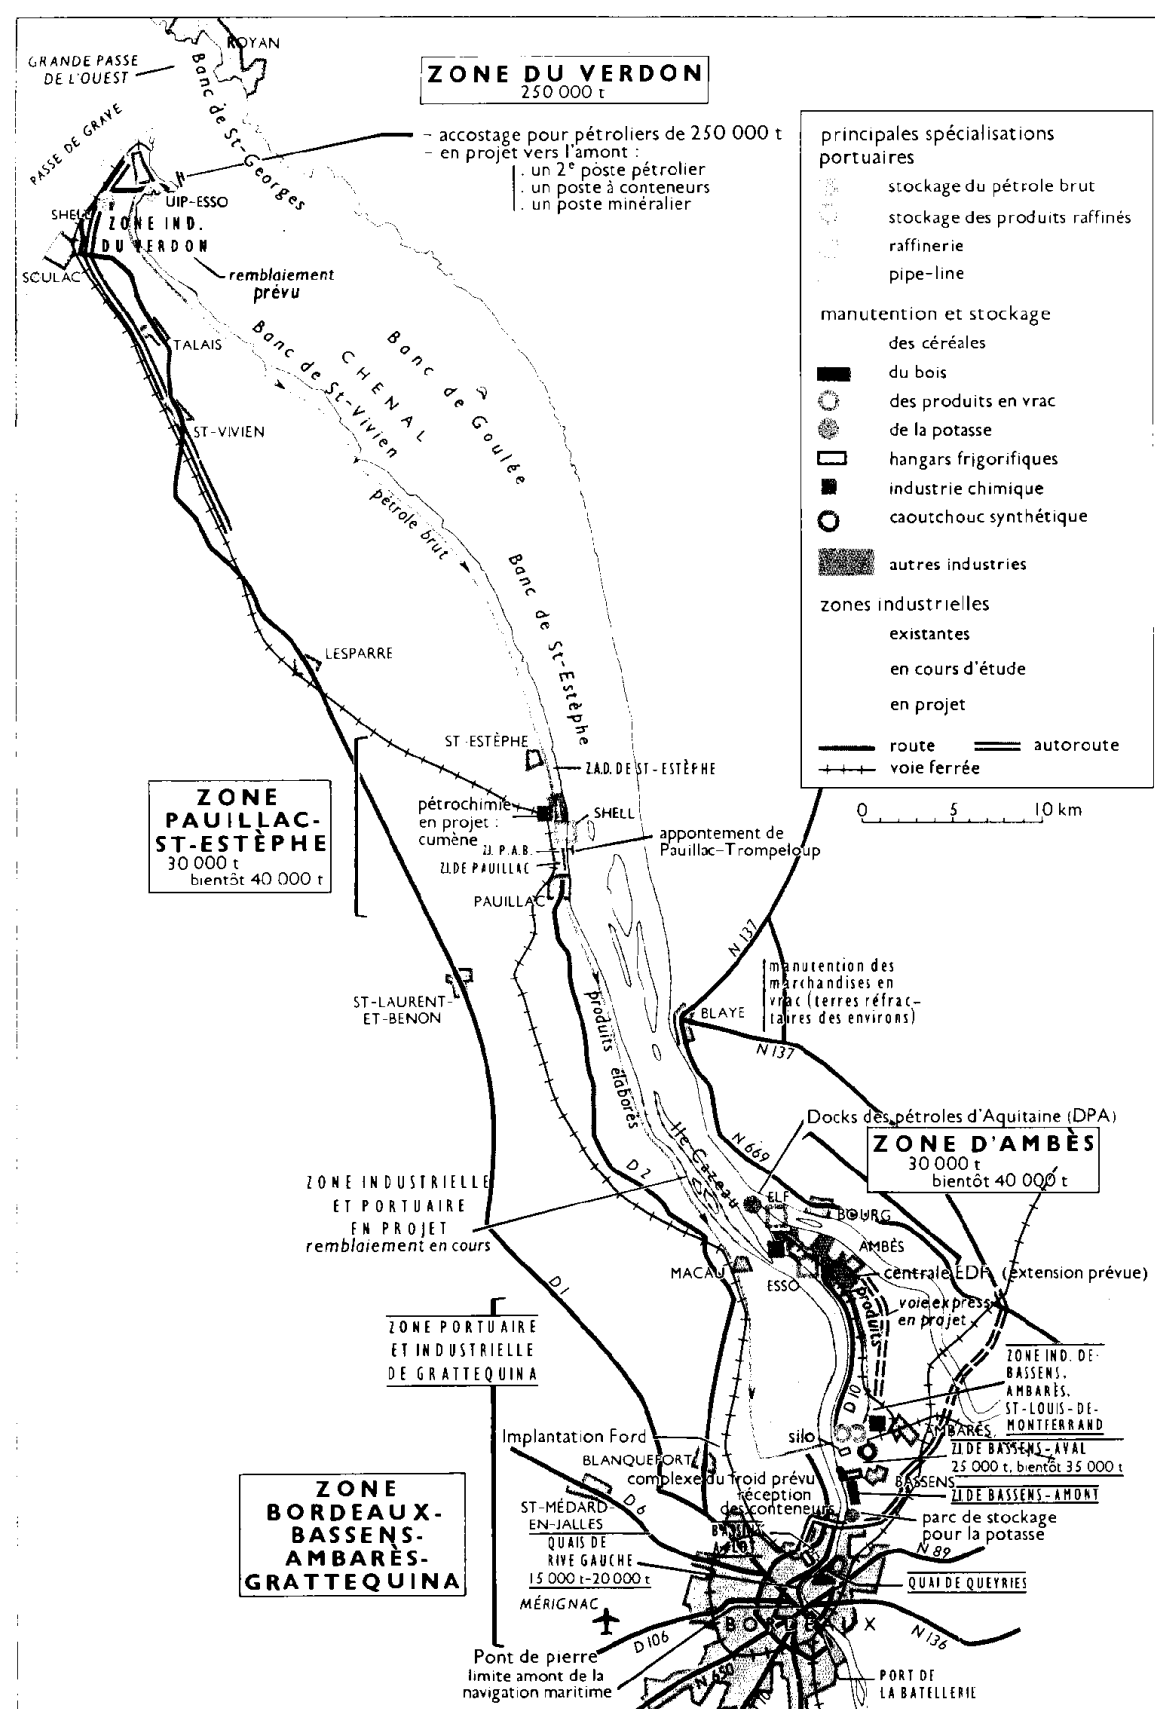 ROYAN
GRANDE PASSE
DE L'OUEST
Banc de St-Georges
PASSE DE GRAVE
ZONE DU VERDON
250 000 t
- accostage pour pétroliers de 250 000 t
- en projet vers l'amont :
. un 2e poste pétrolier
. un poste à conteneurs
. un poste minéralier
UIP-ESSO
SHELL
ZONE IND.
DU VERDON
SOULAC
remblaiement
prévu
TALAIS
ST-VIVIEN
Banc de St-Vivien
CHENAL
Banc de Goulée
pétrole brut
Banc de St-Estèphe
LESPARRE
principales spécialisations
portuaires
stockage du pétrole brut
stockage des produits raffinés
raffinerie
pipe-line
manutention et stockage
des céréales
du bois
des produits en vrac
de la potasse
hangars frigorifiques
industrie chimique
caoutchouc synthétique
autres industries
zones industrielles
existantes
en cours d'étude
en projet
route
autoroute
voie ferrée
0 5 10 km
ST-ESTÈPHE
Z.A.D. DE ST-ESTÈPHE
ZONE
PAUILLAC-
ST-ESTÈPHE
30 000 t
bientôt 40 000 t
pétrochimie
en projet :
cumène
SHELL
Z.I. P.A.B.
Z.I. DE PAUILLAC
appontement de
Pauillac-Trompeloup
PAUILLAC
N 137
manutention des
marchandises en
vrac (terres réfrac-
taires des environs)
ST-LAURENT-
ET-BENON
BLAYE
N 137
produits élaborés
Docks des pétroles d'Aquitaine (DPA)
N 669
Ile Cazeau
ZONE D'AMBÈS
30 000 t
bientôt 40 000 t
D 2
ZONE INDUSTRIELLE
ET PORTUAIRE
EN PROJET
remblaiement en cours
ELF
BOURG
AMBÈS
MACAU
ESSO
centrale EDF (extension prévue)
D 1
produits
voie express
en projet
ZONE PORTUAIRE
ET INDUSTRIELLE
DE GRATTEQUINA
ZONE IND. DE
BASSENS,
AMBARÈS,
ST-LOUIS-DE-
MONTFERRAND
D 10
AMBARÈS
silo
Implantation Ford
BLANQUEFORT
Z.I. DE BASSENS-AVAL
25 000 t, bientôt 35 000 t
complexe du froid prévu
BASSENS
réception
des conteneurs
Z.I. DE BASSENS-AMONT
ZONE
BORDEAUX-
BASSENS-
AMBARÈS-
GRATTEQUINA
D 6
ST-MÉDARD-
EN-JALLES
BASSINS
A FLOT
parc de stockage
pour la potasse
QUAIS DE
RIVE GAUCHE
15 000 t-20 000 t
N 89
QUAI DE QUEYRIES
MÉRIGNAC
BORDEAUX
D 106
N 136
Pont de pierre
limite amont de la
navigation maritime
N 650
PORT DE
LA BATELLERIE